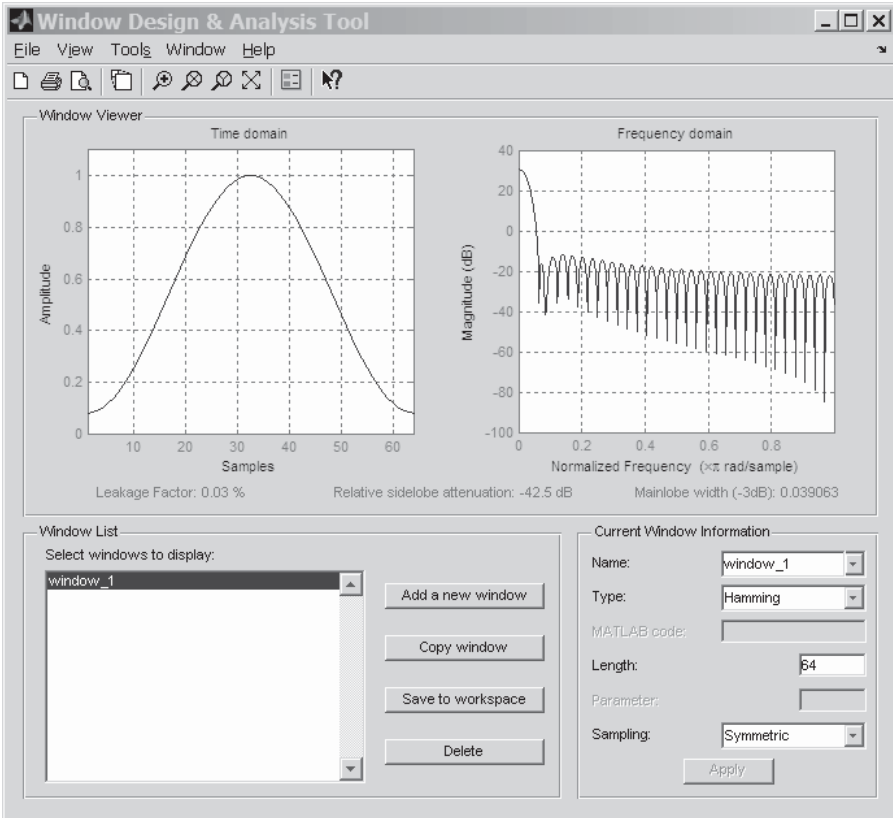 Window Design & Analysis Tool
File View Tools Window Help
Window Viewer
Time domain
Amplitude
1
0.8
0.6
0.4
0.2
0
10 20 30 40 50 60
Samples
Frequency domain
Magnitude (dB)
40
20
0
-20
-40
-60
-80
-100
0 0.2 0.4 0.6 0.8
Normalized Frequency (×π rad/sample)
Leakage Factor: 0.03 % Relative sidelobe attenuation: -42.5 dB Mainlobe width (-3dB): 0.039063
Window List
Select windows to display:
window_1
Add a new window
Copy window
Save to workspace
Delete
Current Window Information
Name: window_1
Type: Hamming
MATLAB code:
Length: 64
Parameter:
Sampling: Symmetric
Apply